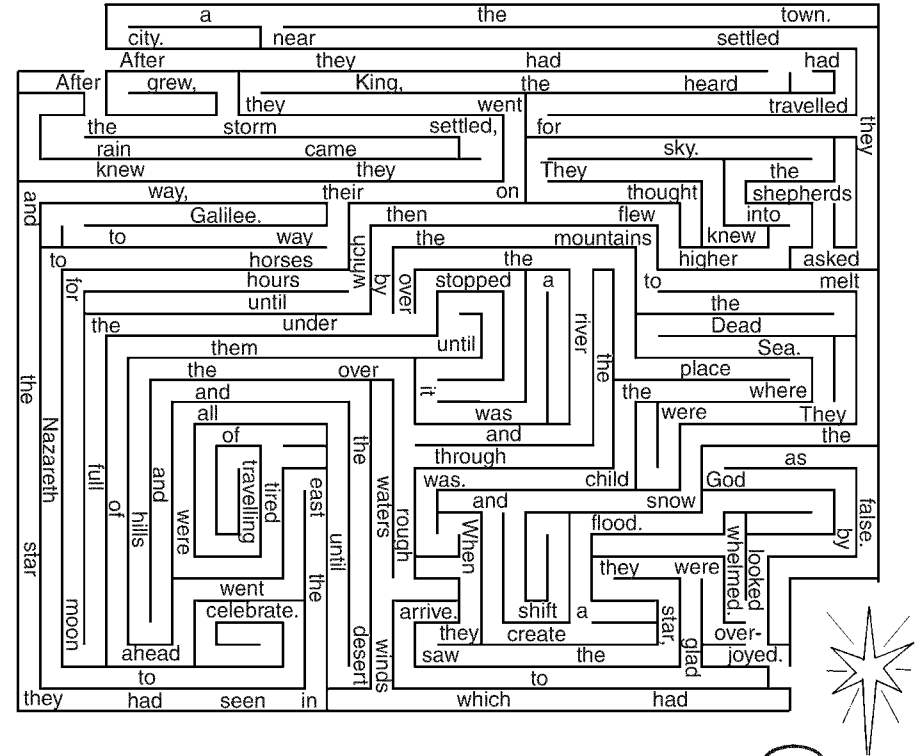 a the town.
city. near settled
After they had had
After grew, King, the heard
they went travelled
the storm settled, for they
rain came sky.
knew they They the
and way, their on thought shepherds
Galilee. then flew into
to way the mountains knew
to horses which the higher asked
for hours by over stopped a to melt
until the
the under river Dead
them until Sea.
the over the place
the and it the where
all was were They
Nazareth of the and the
full travelling through as
of and hills tired east waters was. child God
were and snow false.
rough When flood. by
star until they were whelmed. looked
went the
moon celebrate. arrive. shift a star,
desert winds they create glad over-
ahead saw the joyed.
to to
they had seen in which had